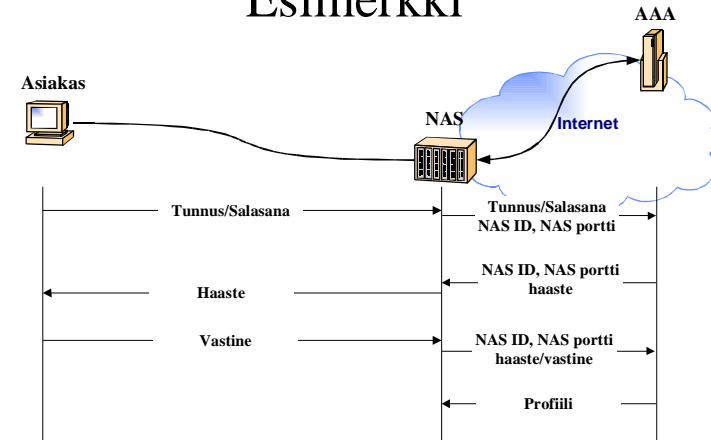 Esimerkki
AAA
Asiakas
NAS
Internet
Tunnus/Salasana
Tunnus/Salasana
NAS ID, NAS portti
NAS ID, NAS portti
haaste
Haaste
Vastine
NAS ID, NAS portti
haaste/vastine
Profiili